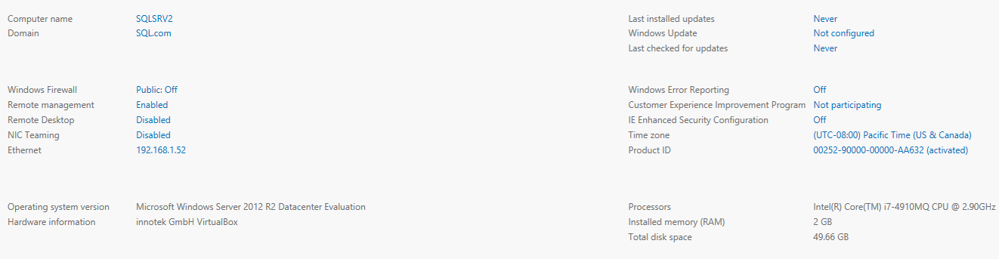 Computer name SQLSRV2 Last installed updates Never
Domain SQL.com Windows Update Not configured
Last checked for updates Never
Windows Firewall Public: Off Windows Error Reporting Off
Remote management Enabled Customer Experience Improvement Program Not participating
Remote Desktop Disabled IE Enhanced Security Configuration Off
NIC Teaming Disabled Time zone (UTC-08:00) Pacific Time (US & Canada)
Ethernet 192.168.1.52 Product ID 00252-90000-00000-AA632 (activated)
Operating system version Microsoft Windows Server 2012 R2 Datacenter Evaluation Processors Intel(R) Core(TM) i7-4910MQ CPU @ 2.90GHz
Hardware information innotek GmbH VirtualBox Installed memory (RAM) 2 GB
Total disk space 49.66 GB